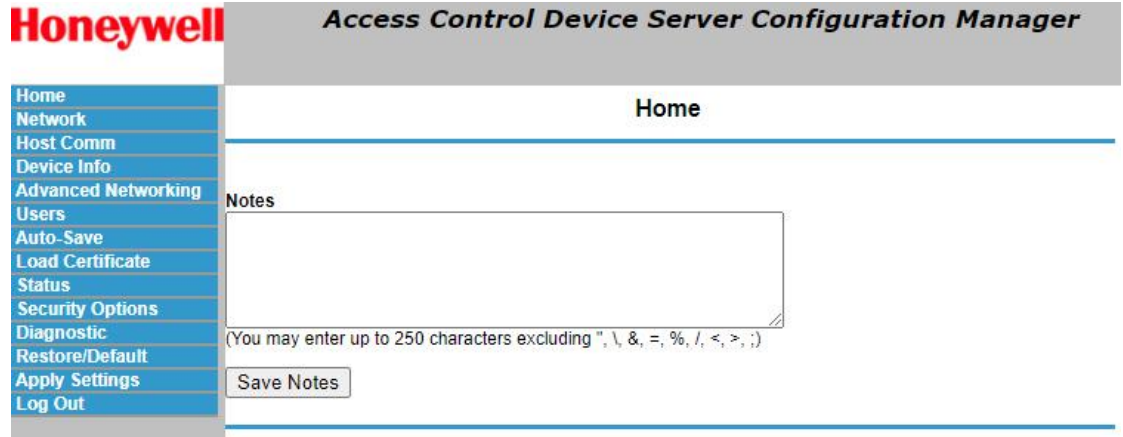 Honeywell
Access Control Device Server Configuration Manager
Home
Network
Host Comm
Device Info
Advanced Networking
Users
Auto-Save
Load Certificate
Status
Security Options
Diagnostic
Restore/Default
Apply Settings
Log Out
Home
Notes
(You may enter up to 250 characters excluding ", \, &, =, %, /, <, >, ;)
Save Notes